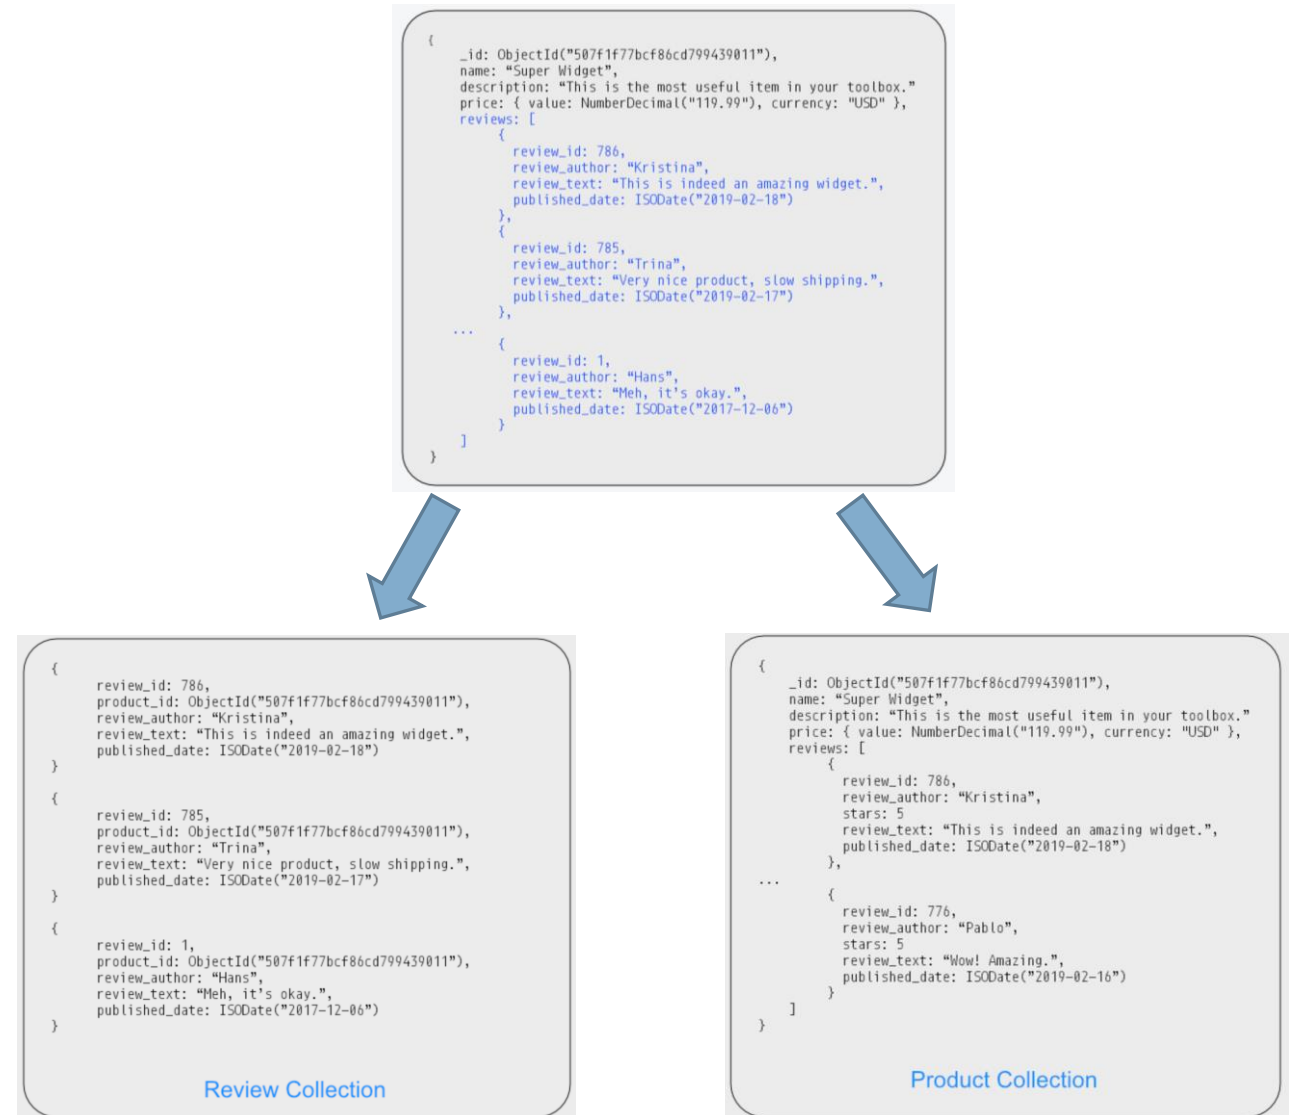 {
_id: ObjectId("507f1f77bcf86cd799439011"),
name: “Super Widget”,
description: “This is the most useful item in your toolbox.”
price: { value: NumberDecimal("119.99"), currency: "USD" },
reviews: [
{
review_id: 786,
review_author: “Kristina”,
review_text: “This is indeed an amazing widget.”,
published_date: ISODate("2019-02-18")
},
{
review_id: 785,
review_author: “Trina”,
review_text: “Very nice product, slow shipping.”,
published_date: ISODate("2019-02-17")
},
...
{
review_id: 1,
review_author: “Hans”,
review_text: “Meh, it’s okay.”,
published_date: ISODate("2017-12-06")
}
]
}
{
review_id: 786,
product_id: ObjectId("507f1f77bcf86cd799439011"),
review_author: “Kristina”,
review_text: “This is indeed an amazing widget.”,
published_date: ISODate("2019-02-18")
}
{
review_id: 785,
product_id: ObjectId("507f1f77bcf86cd799439011"),
review_author: “Trina”,
review_text: “Very nice product, slow shipping.”,
published_date: ISODate("2019-02-17")
}
{
review_id: 1,
product_id: ObjectId("507f1f77bcf86cd799439011"),
review_author: “Hans”,
review_text: “Meh, it’s okay.”,
published_date: ISODate("2017-12-06")
}
Review Collection
{
_id: ObjectId("507f1f77bcf86cd799439011"),
name: “Super Widget”,
description: “This is the most useful item in your toolbox.”
price: { value: NumberDecimal("119.99"), currency: "USD" },
reviews: [
{
review_id: 786,
review_author: “Kristina”,
stars: 5
review_text: “This is indeed an amazing widget.”,
published_date: ISODate("2019-02-18")
},
...
{
review_id: 776,
review_author: “Pablo”,
stars: 5
review_text: “Wow! Amazing.”,
published_date: ISODate("2019-02-16")
}
]
}
Product Collection